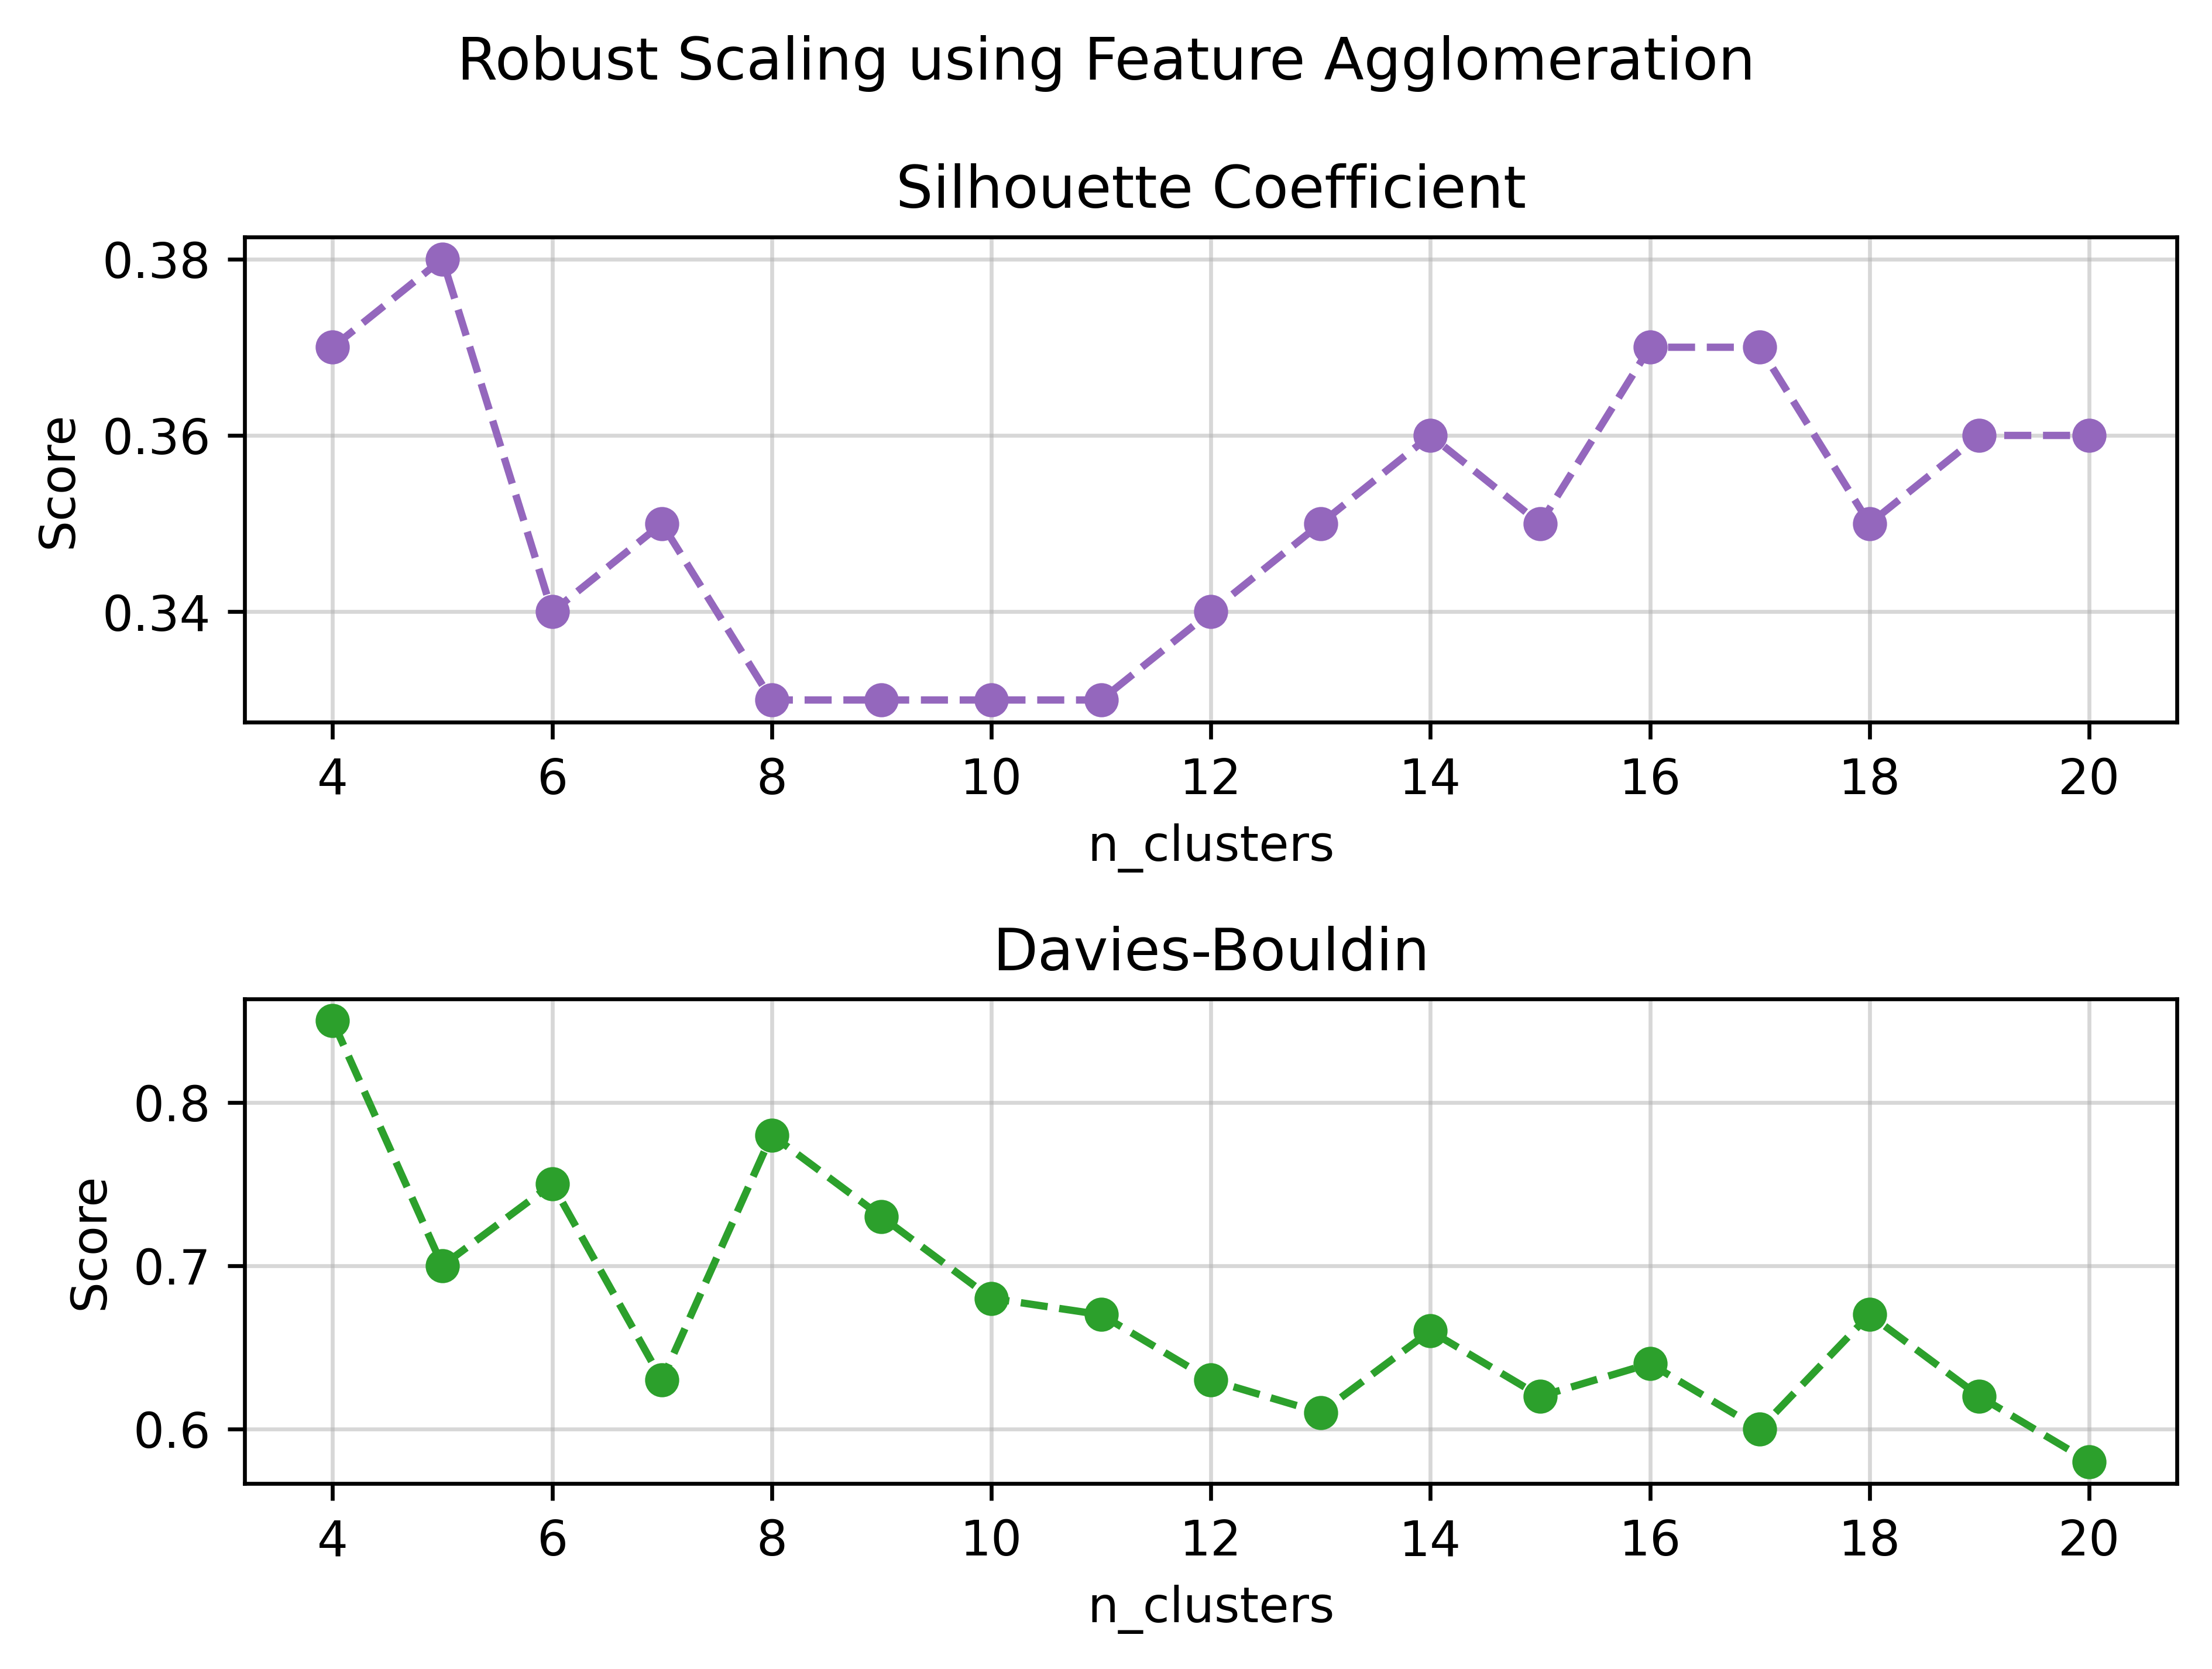 Robust Scaling using Feature Agglomeration
Silhouette Coefficient
0.38
0.36
0.34
Score
4 6 8 10 12 14 16 18 20
n_clusters
Davies-Bouldin
0.8
0.7
0.6
Score
4 6 8 10 12 14 16 18 20
n_clusters